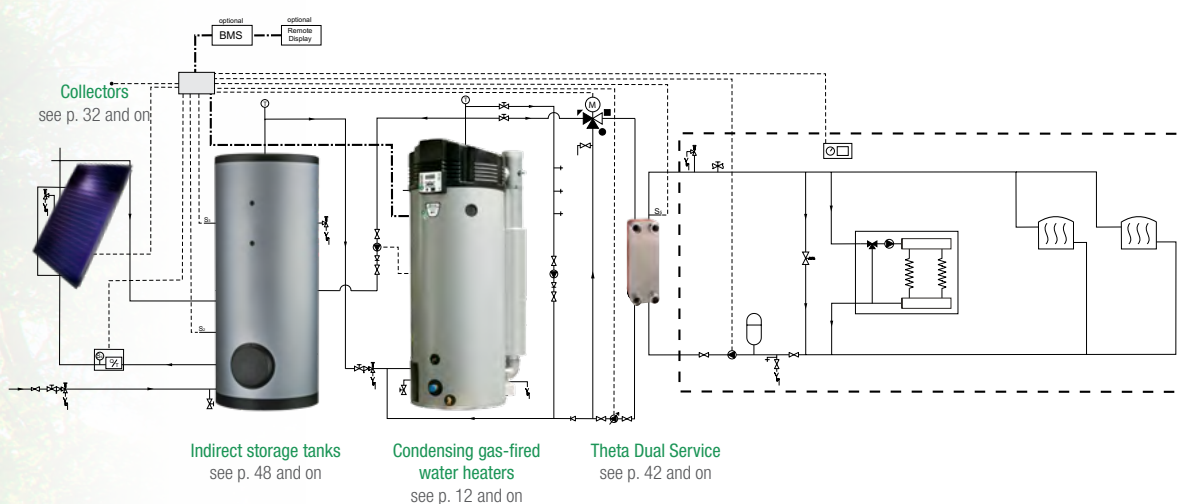 optional
BMS
optional
Remote
Display
Collectors
see p. 32 and on
T
T
M
Indirect storage tanks
see p. 48 and on
Condensing gas-fired
water heaters
see p. 12 and on
Theta Dual Service
see p. 42 and on